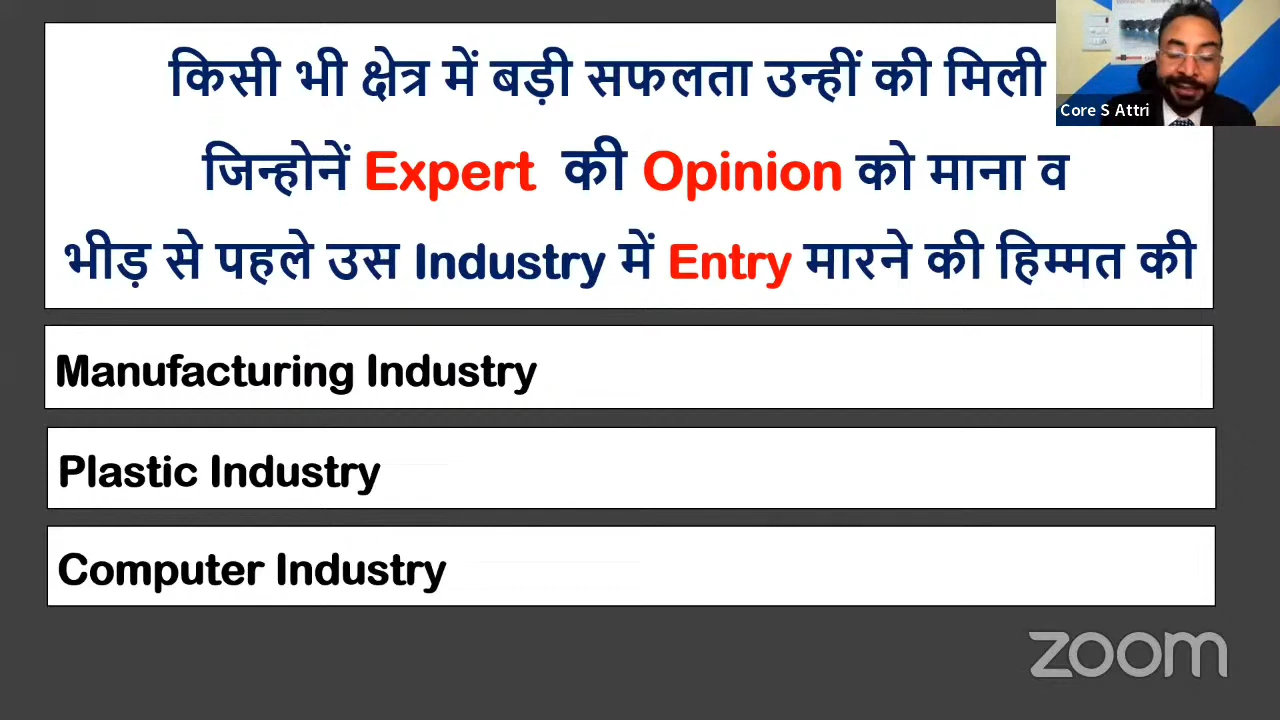 किसी भी क्षेत्र में बड़ी सफलता उन्हीं की मिली
जिन्होनें Expert की Opinion को माना व
भीड़ से पहले उस Industry में Entry मारने की हिम्मत की
Manufacturing Industry
Plastic Industry
Computer Industry
Core S Attri
zoom